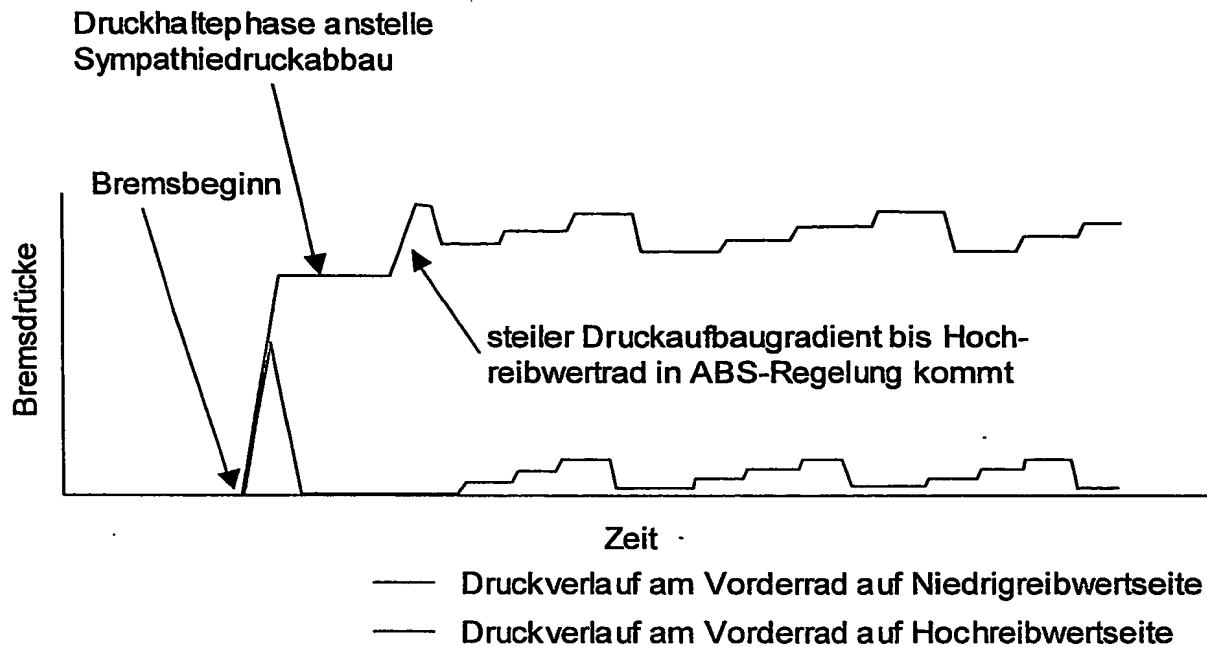 Druckhaltephase anstelle
Sympathiedruckabbau
Bremsbeginn
Bremsdrücke
steiler Druckaufbaugradient bis Hoch-
reibwertrad in ABS-Regelung kommt
Zeit
Druckverlauf am Vorderrad auf Niedrigreibwertseite
Druckverlauf am Vorderrad auf Hochreibwertseite